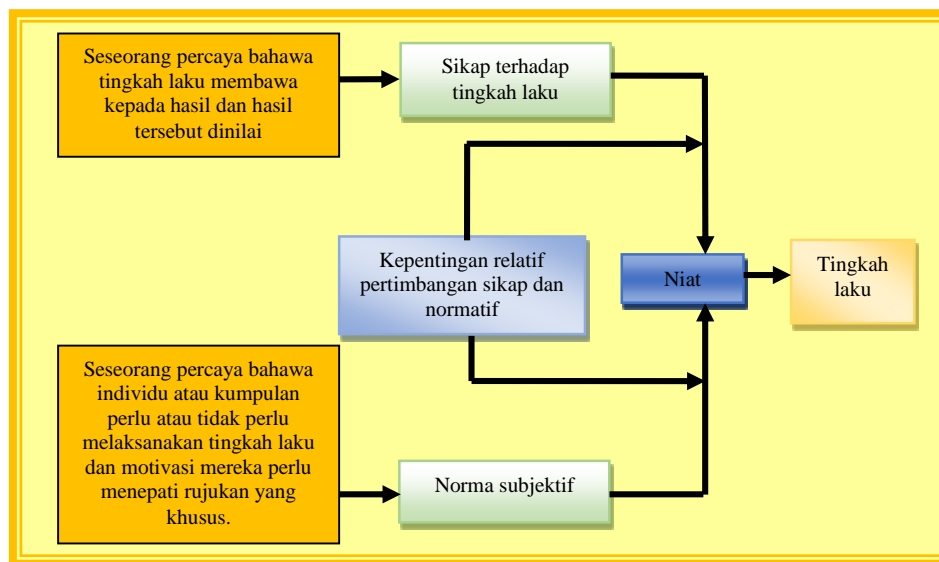 Seseorang percaya bahawa
tingkah laku membawa
kepada hasil dan hasil
tersebut dinilai
Sikap terhadap
tingkah laku
Kepentingan relatif
pertimbangan sikap dan
normatif
Niat
Tingkah
laku
Seseorang percaya bahawa
individu atau kumpulan
perlu atau tidak perlu
melaksanakan tingkah laku
dan motivasi mereka perlu
menepati rujukan yang
khusus.
Norma subjektif